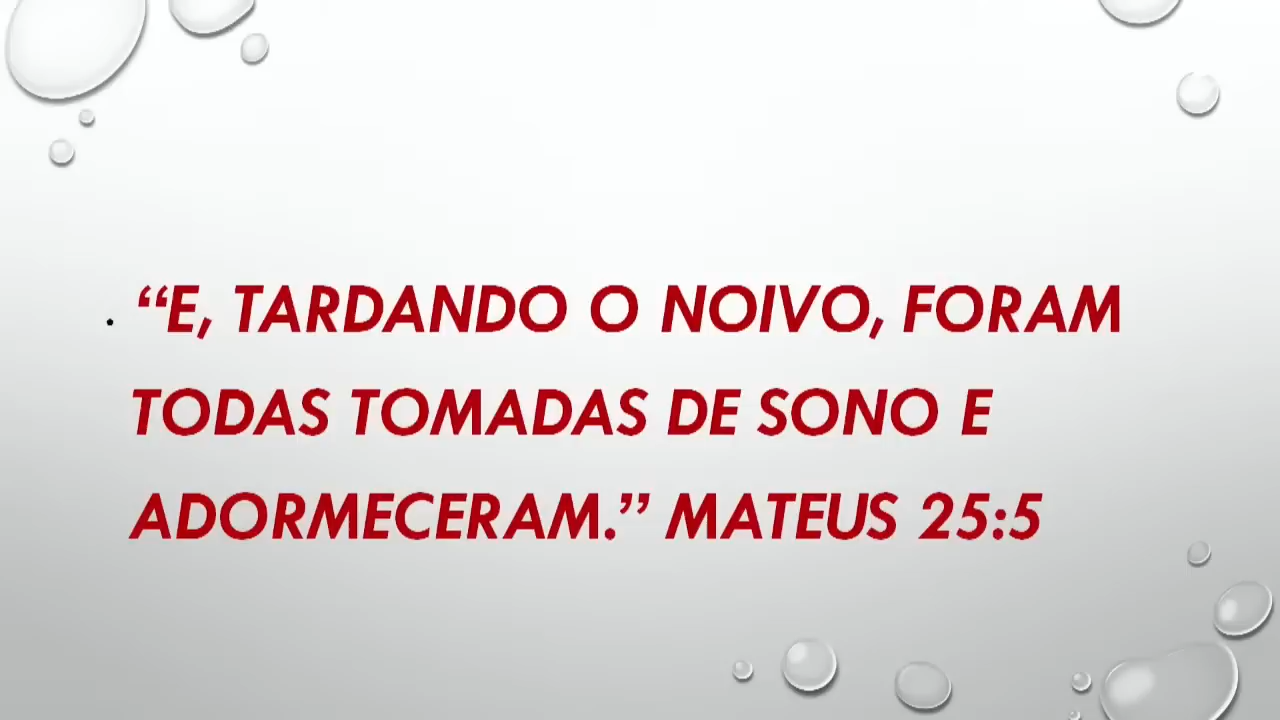 “E, TARDANDO O NOIVO, FORAM
TODAS TOMADAS DE SONO E
ADORMECERAM.” MATEUS 25:5